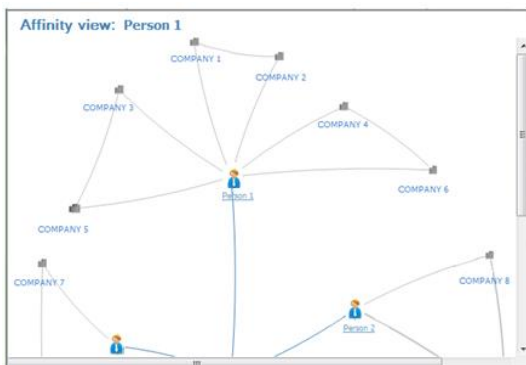 Affinity view: Person 1
COMPANY 1
COMPANY 2
COMPANY 3
COMPANY 4
Person 1
COMPANY 6
COMPANY 5
COMPANY 7
COMPANY 8
Person 2